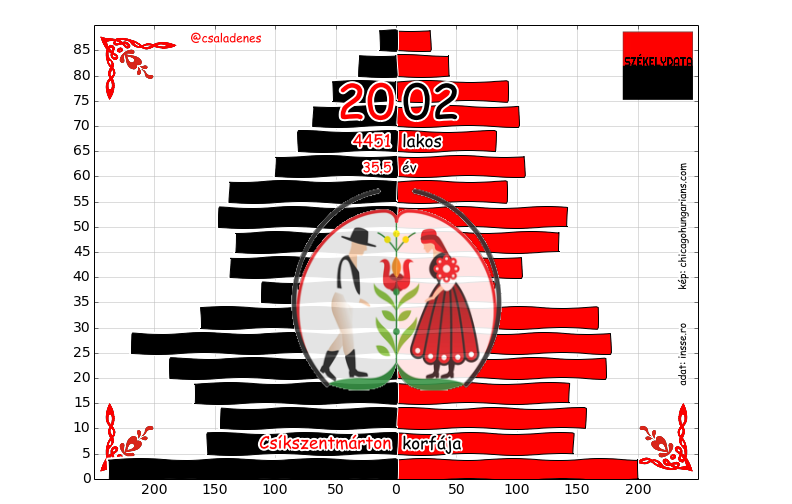 @csaladenes
SZÉKELYDATA
2002
4451 lakos
35.5 év
kép: chicagohungarians.com
adat: insse.ro
Csíkszentmárton korfája
85
80
75
70
65
60
55
50
45
40
35
30
25
20
15
10
5
0
200 150 100 50 0 50 100 150 200